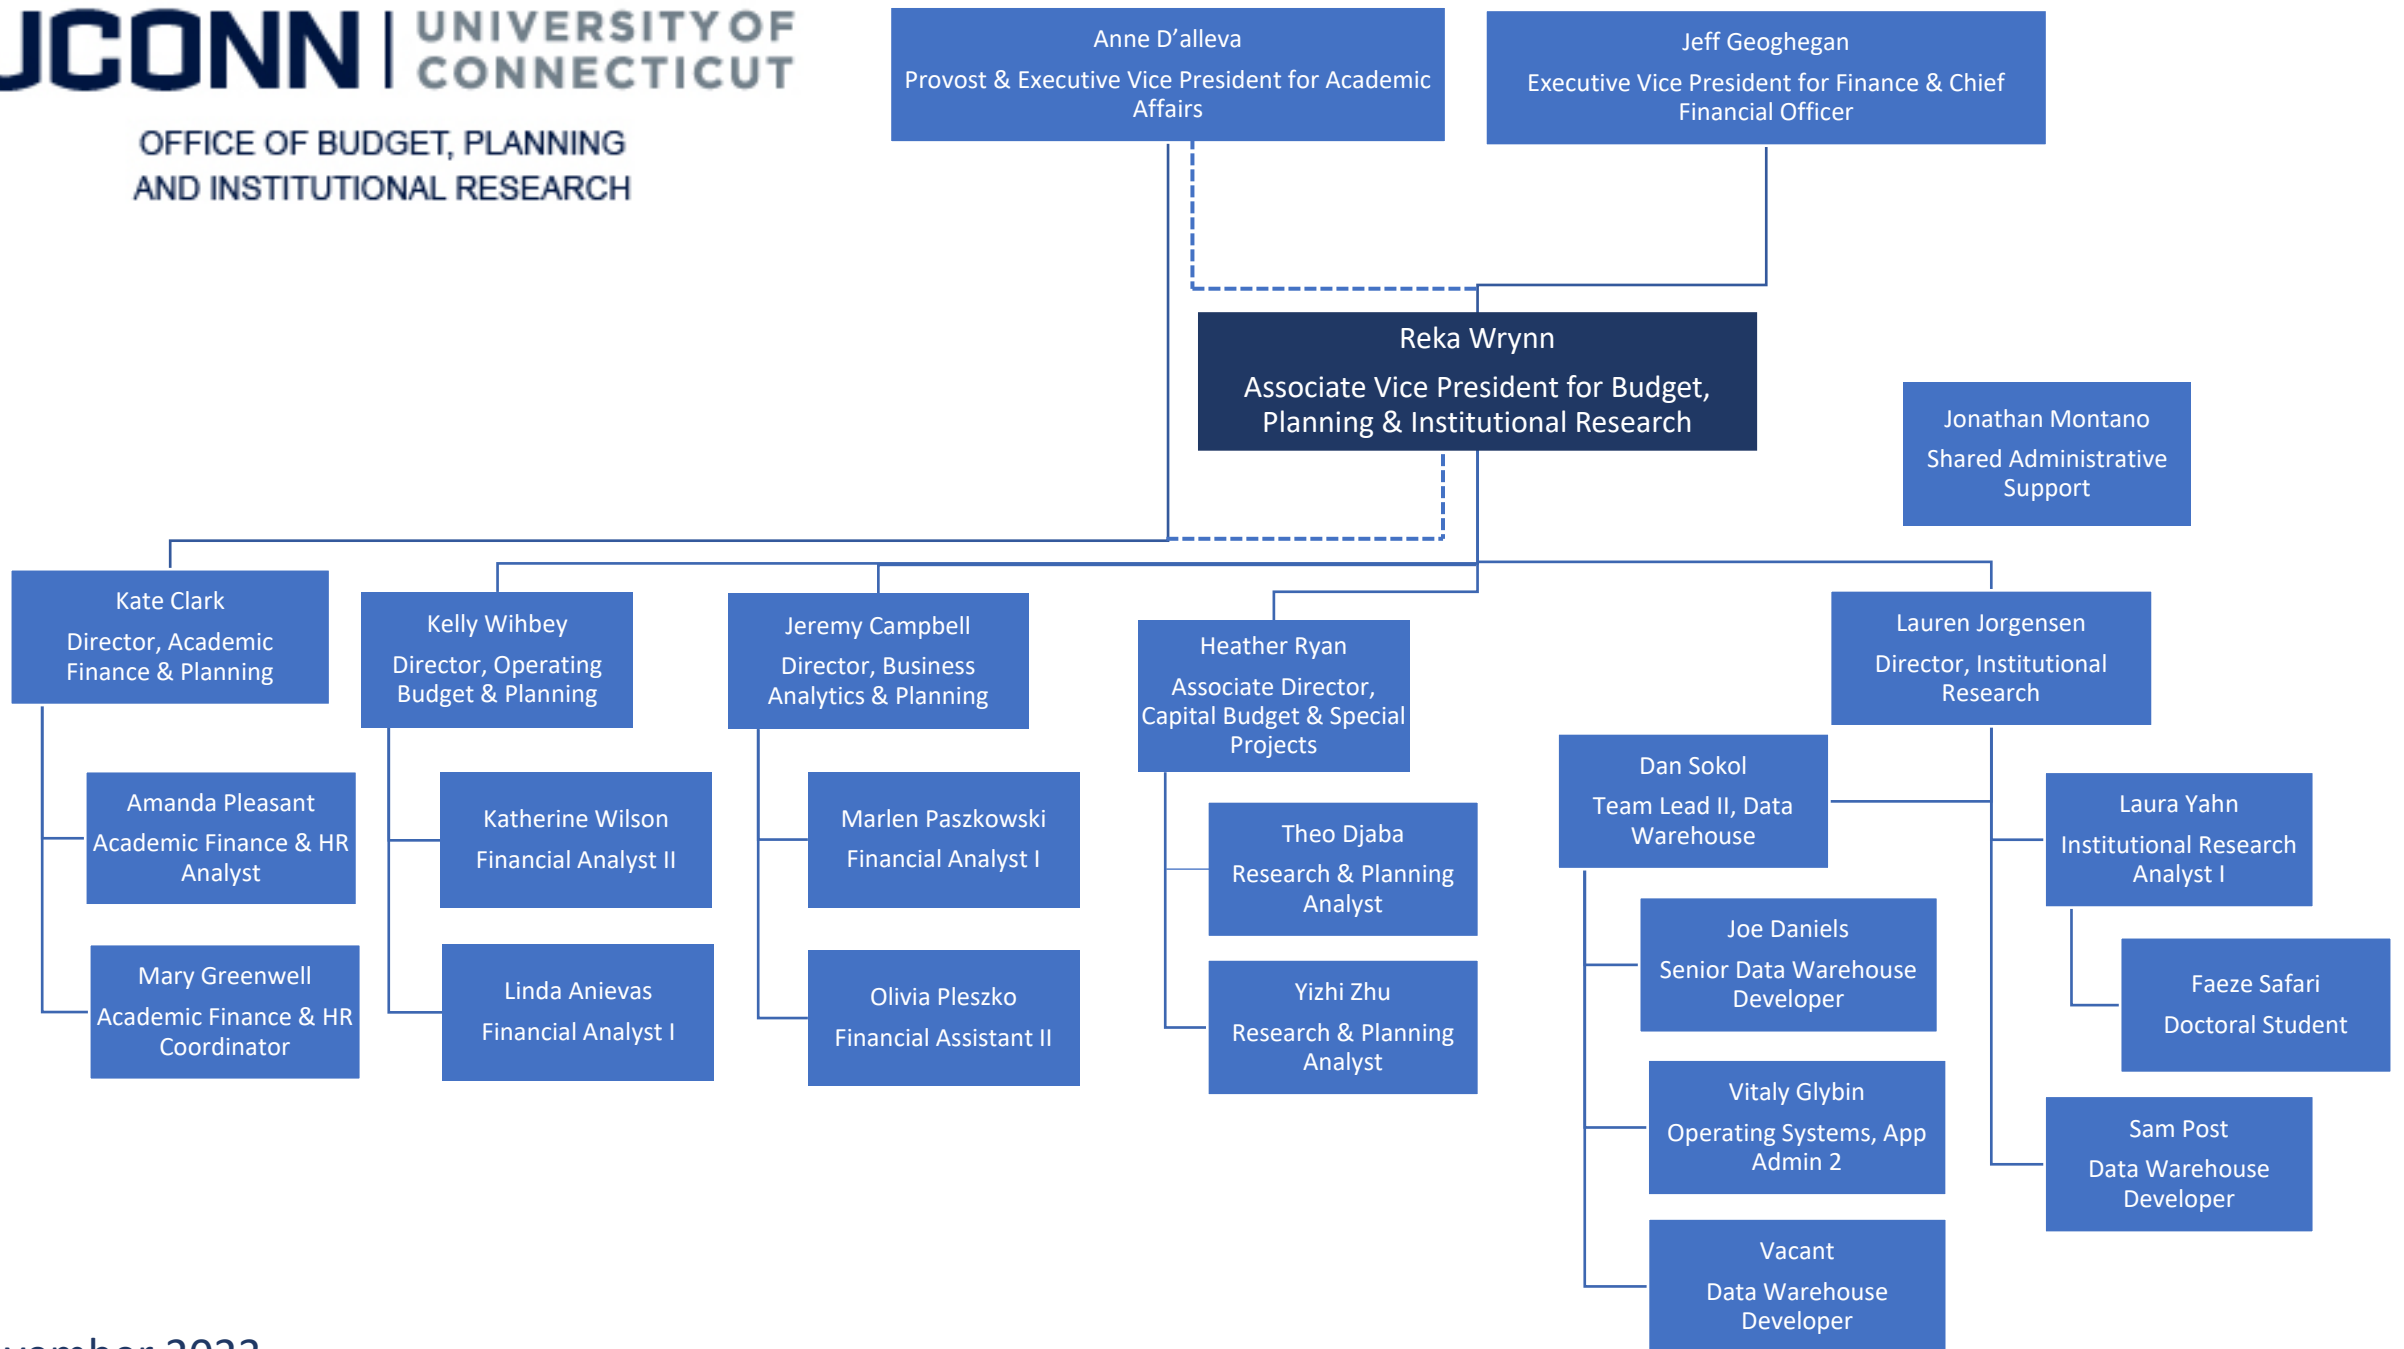 UCONN | UNIVERSITY OF
CONNECTICUT
OFFICE OF BUDGET, PLANNING
AND INSTITUTIONAL RESEARCH
Anne D’alleva
Provost & Executive Vice President for Academic
Affairs
Jeff Geoghegan
Executive Vice President for Finance & Chief
Financial Officer
Reka Wrynn
Associate Vice President for Budget,
Planning & Institutional Research
Jonathan Montano
Shared Administrative
Support
Kate Clark
Director, Academic
Finance & Planning
Amanda Pleasant
Academic Finance & HR
Analyst
Mary Greenwell
Academic Finance & HR
Coordinator
Kelly Wihbey
Director, Operating
Budget & Planning
Katherine Wilson
Financial Analyst II
Linda Anievas
Financial Analyst I
Jeremy Campbell
Director, Business
Analytics & Planning
Marlen Paszkowski
Financial Analyst I
Olivia Pleszko
Financial Assistant II
Heather Ryan
Associate Director,
Capital Budget & Special
Projects
Theo Djaba
Research & Planning
Analyst
Yizhi Zhu
Research & Planning
Analyst
Lauren Jorgensen
Director, Institutional
Research
Dan Sokol
Team Lead II, Data
Warehouse
Joe Daniels
Senior Data Warehouse
Developer
Vitaly Glybin
Operating Systems, App
Admin 2
Vacant
Data Warehouse
Developer
Laura Yahn
Institutional Research
Analyst I
Faeze Safari
Doctoral Student
Sam Post
Data Warehouse
Developer